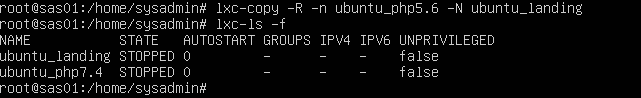 root@sas01:/home/sysadmin# lxc-copy -R -n ubuntu_php5.6 -N ubuntu_landing
root@sas01:/home/sysadmin# lxc-ls -f
NAME           STATE   AUTOSTART GROUPS IPV4 IPV6 UNPRIVILEGED
ubuntu_landing STOPPED 0         -      -    -    false
ubuntu_php7.4  STOPPED 0         -      -    -    false
root@sas01:/home/sysadmin#